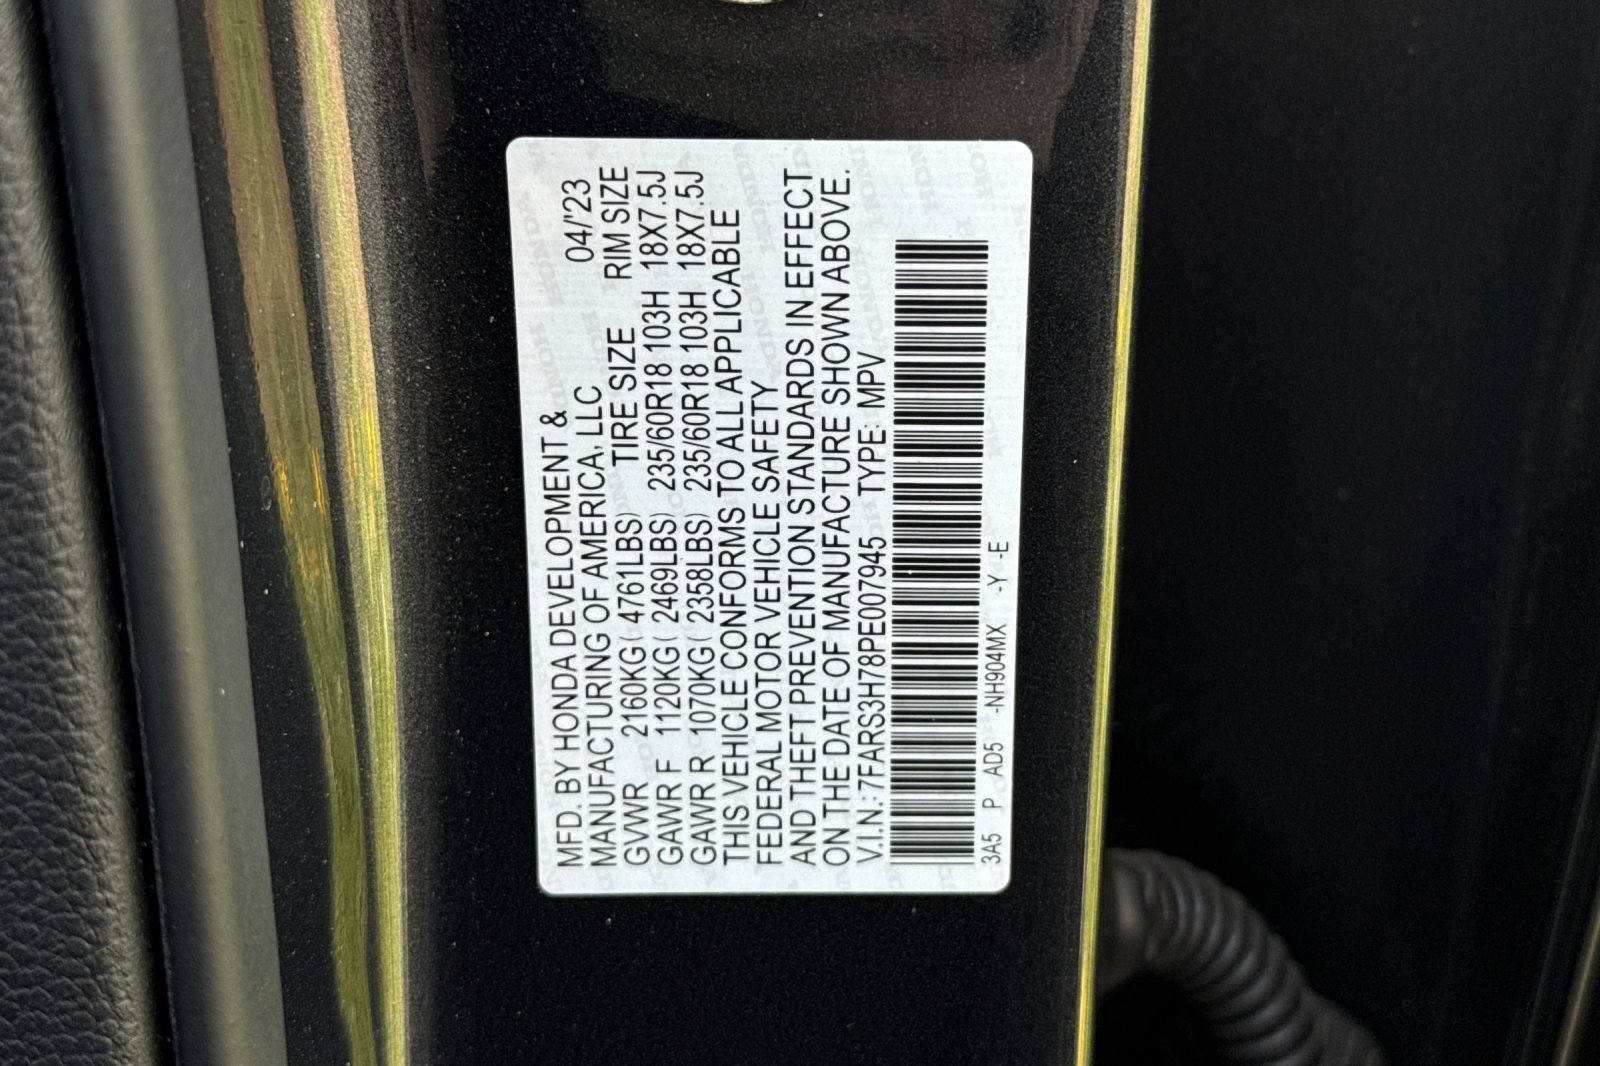 MFD. BY HONDA DEVELOPMENT &
MANUFACTURING OF AMERICA, LLC 04/'23
GVWR 2160KG( 4761LBS) TIRE SIZE RIM SIZE
GAWR F 1120KG( 2469LBS) 235/60R18 103H 18X7.5J
GAWR R 1070KG( 2358LBS) 235/60R18 103H 18X7.5J
THIS VEHICLE CONFORMS TO ALL APPLICABLE
FEDERAL MOTOR VEHICLE SAFETY
AND THEFT PREVENTION STANDARDS IN EFFECT
ON THE DATE OF MANUFACTURE SHOWN ABOVE.
V.I.N.: 7FARS3H78PE007945 TYPE: MPV
3A5 P AD5 -NH904MX -Y -E